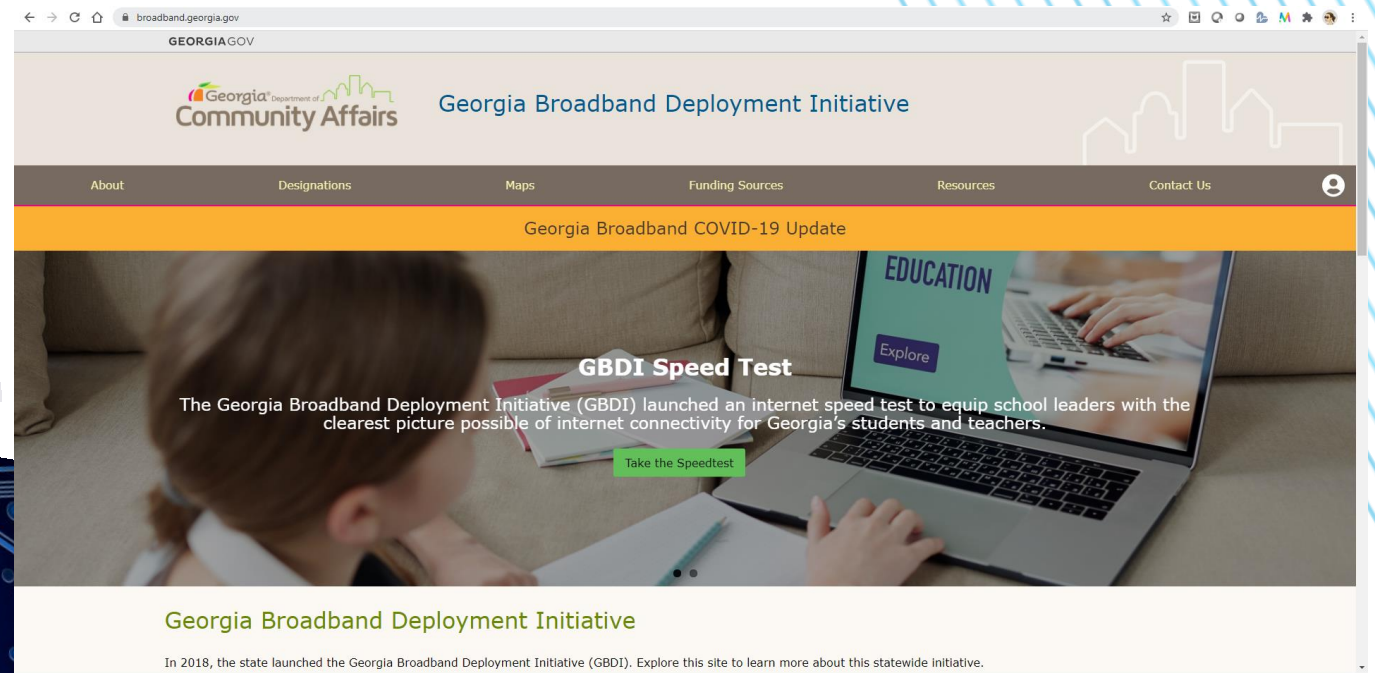 broadband.georgia.gov
GEORGIAGOV
Georgia® Department of
Community Affairs
Georgia Broadband Deployment Initiative
About Designations Maps Funding Sources Resources Contact Us
Georgia Broadband COVID-19 Update
EDUCATION
Explore
GBDI Speed Test
The Georgia Broadband Deployment Initiative (GBDI) launched an internet speed test to equip school leaders with the
clearest picture possible of internet connectivity for Georgia's students and teachers.
Take the Speedtest
Georgia Broadband Deployment Initiative
In 2018, the state launched the Georgia Broadband Deployment Initiative (GBDI). Explore this site to learn more about this statewide initiative.